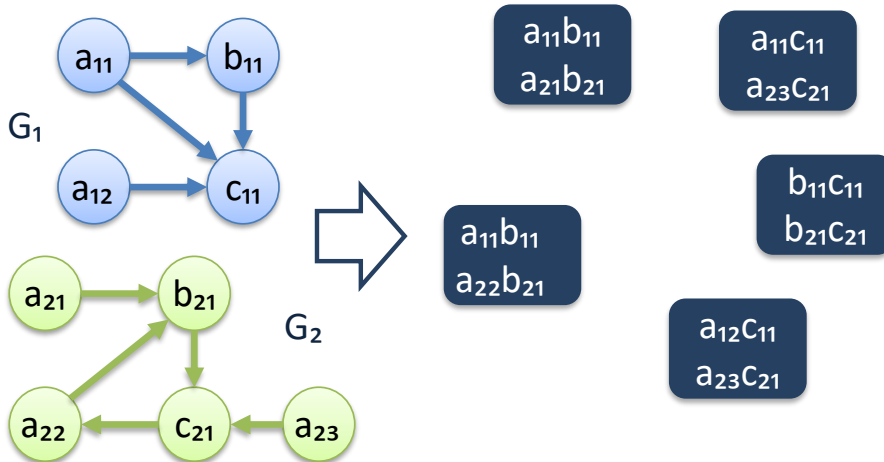 a₁₁
b₁₁
G₁
a₁₂
c₁₁
a₂₁
b₂₁
G₂
a₂₂
c₂₁
a₂₃
a₁₁b₁₁
a₂₁b₂₁
a₁₁c₁₁
a₂₃c₂₁
b₁₁c₁₁
b₂₁c₂₁
a₁₁b₁₁
a₂₂b₂₁
a₁₂c₁₁
a₂₃c₂₁